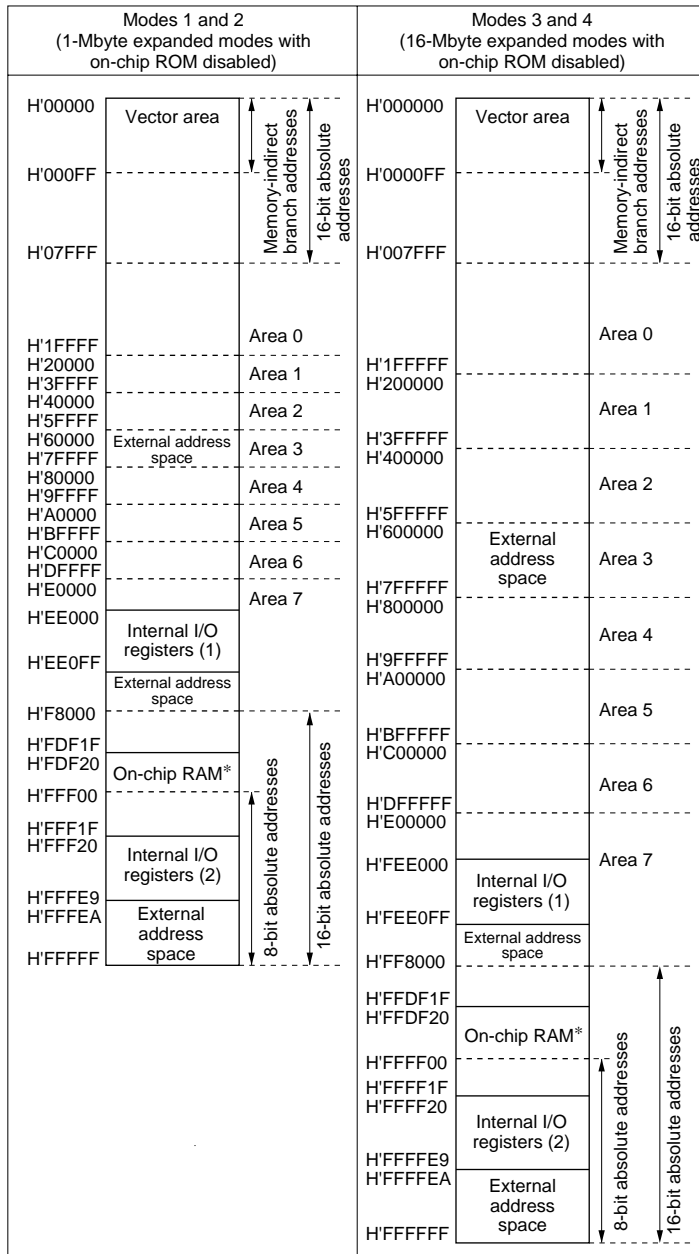 Modes 1 and 2
(1-Mbyte expanded modes with
on-chip ROM disabled)
H'00000
Vector area
H'000FF
H'07FFF
Memory-indirect
branch addresses
16-bit absolute
addresses
Area 0
H'1FFFF
H'20000
Area 1
H'3FFFF
H'40000
Area 2
H'5FFFF
H'60000
External address
space
Area 3
H'7FFFF
H'80000
Area 4
H'9FFFF
H'A0000
Area 5
H'BFFFF
H'C0000
Area 6
H'DFFFF
H'E0000
Area 7
H'EE000
Internal I/O
registers (1)
H'EE0FF
External address
space
H'F8000
H'FDF1F
H'FDF20
On-chip RAM*
H'FFF00
H'FFF1F
H'FFF20
Internal I/O
registers (2)
H'FFFE9
H'FFFEA
External
address
space
H'FFFFF
8-bit absolute addresses
16-bit absolute addresses
Modes 3 and 4
(16-Mbyte expanded modes with
on-chip ROM disabled)
H'000000
Vector area
H'0000FF
H'007FFF
Memory-indirect
branch addresses
16-bit absolute
addresses
Area 0
H'1FFFFF
H'200000
Area 1
H'3FFFFF
H'400000
Area 2
H'5FFFFF
H'600000
External
address
space
Area 3
H'7FFFFF
H'800000
Area 4
H'9FFFFF
H'A00000
Area 5
H'BFFFFF
H'C00000
Area 6
H'DFFFFF
H'E00000
Area 7
H'FEE000
Internal I/O
registers (1)
H'FEE0FF
External address
space
H'FF8000
H'FFDF1F
H'FFDF20
On-chip RAM*
H'FFFF00
H'FFFF1F
H'FFFF20
Internal I/O
registers (2)
H'FFFFE9
H'FFFFEA
External
address
space
H'FFFFFF
8-bit absolute addresses
16-bit absolute addresses